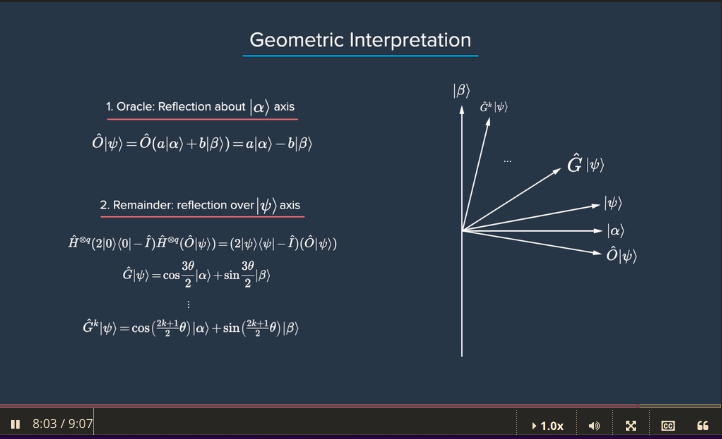 Geometric Interpretation
1. Oracle: Reflection about |α⟩ axis
Ô|ψ⟩=Ô(a|α⟩+b|β⟩)=a|α⟩−b|β⟩
2. Remainder: reflection over |ψ⟩ axis
Ĥ^{⊗q}(2|0⟩⟨0|−Î)Ĥ^{⊗q}(Ô|ψ⟩)=(2|ψ⟩⟨ψ|−Î)(Ô|ψ⟩)
Ĝ|ψ⟩=cos 3θ/2 |α⟩+sin 3θ/2 |β⟩
⋮
Ĝ^k|ψ⟩=cos(2k+1/2 θ)|α⟩+sin(2k+1/2 θ)|β⟩
|β⟩
Ĝ^k|ψ⟩
...
Ĝ|ψ⟩
|ψ⟩
|α⟩
Ô|ψ⟩
8:03 / 9:07
1.0x
CC